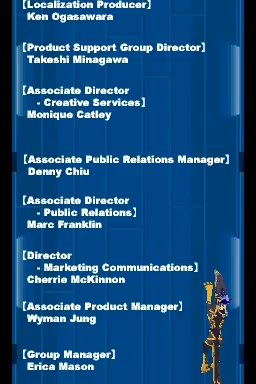 【Localization Producer】
Ken Ogasawara
【Product Support Group Director】
Takeshi Minagawa
【Associate Director
- Creative Services】
Monique Catley
【Associate Public Relations Manager】
Denny Chiu
【Associate Director
- Public Relations】
Marc Franklin
【Director
- Marketing Communications】
Cherrie McKinnon
【Associate Product Manager】
Wyman Jung
【Group Manager】
Erica Mason